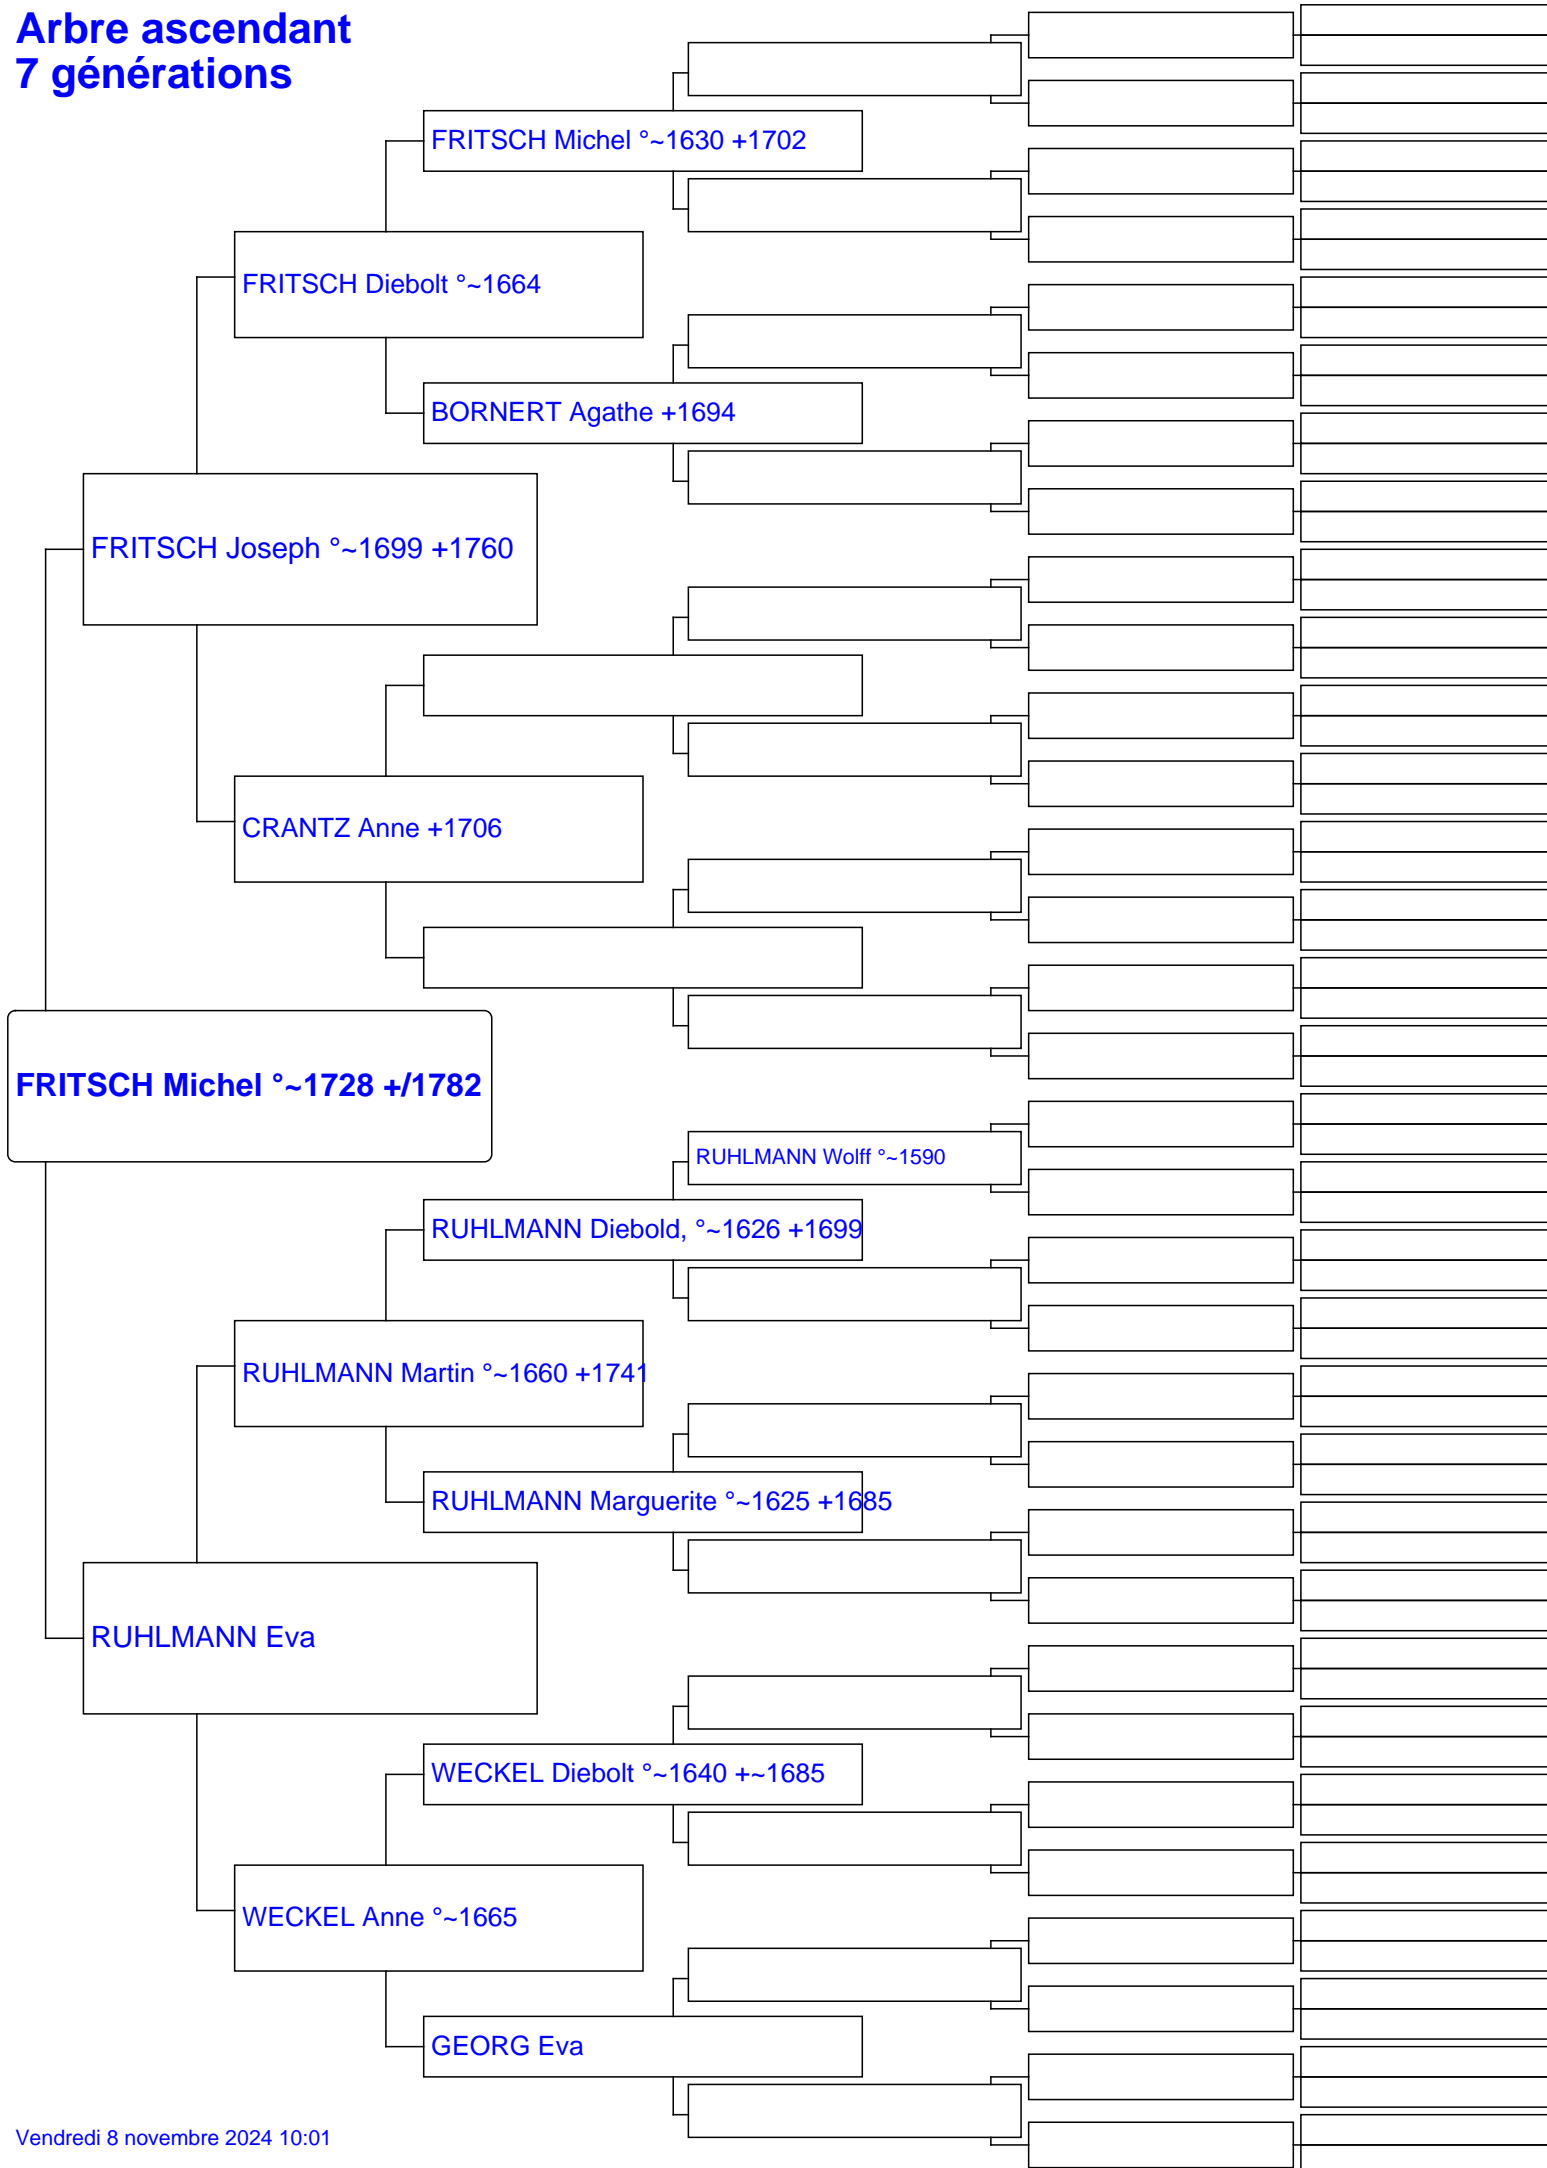 Arbre ascendant
7 générations
FRITSCH Michel °~1630 +1702
FRITSCH Diebolt °~1664
BORNERT Agathe +1694
FRITSCH Joseph °~1699 +1760
CRANTZ Anne +1706
FRITSCH Michel °~1728 +/1782
RUHLMANN Wolff °~1590
RUHLMANN Diebold, °~1626 +1699
RUHLMANN Martin °~1660 +1741
RUHLMANN Marguerite °~1625 +1685
RUHLMANN Eva
WECKEL Diebolt °~1640 +~1685
WECKEL Anne °~1665
GEORG Eva
Vendredi 8 novembre 2024 10:01